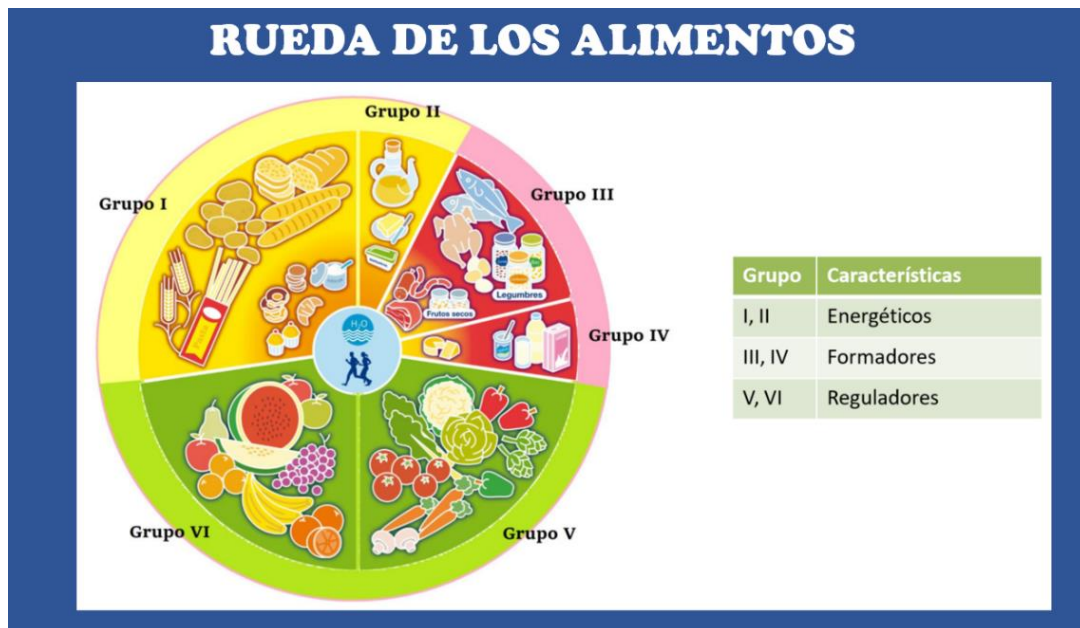 RUEDA DE LOS ALIMENTOS
Grupo II
Grupo III
Grupo I
Legumbres
Frutos secos
H₂O
Grupo IV
Grupo VI
Grupo V
Grupo Características
I, II Energéticos
III, IV Formadores
V, VI Reguladores